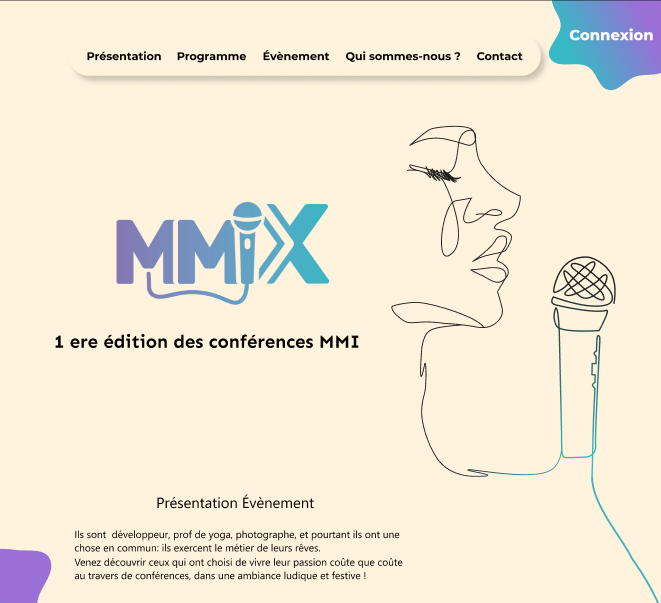 Connexion
Présentation Programme Évènement Qui sommes-nous ? Contact
MMiX
1 ere édition des conférences MMI
Présentation Évènement
Ils sont développeur, prof de yoga, photographe, et pourtant ils ont une
chose en commun: ils exercent le métier de leurs rêves.
Venez découvrir ceux qui ont choisi de vivre leur passion coûte que coûte
au travers de conférences, dans une ambiance ludique et festive !